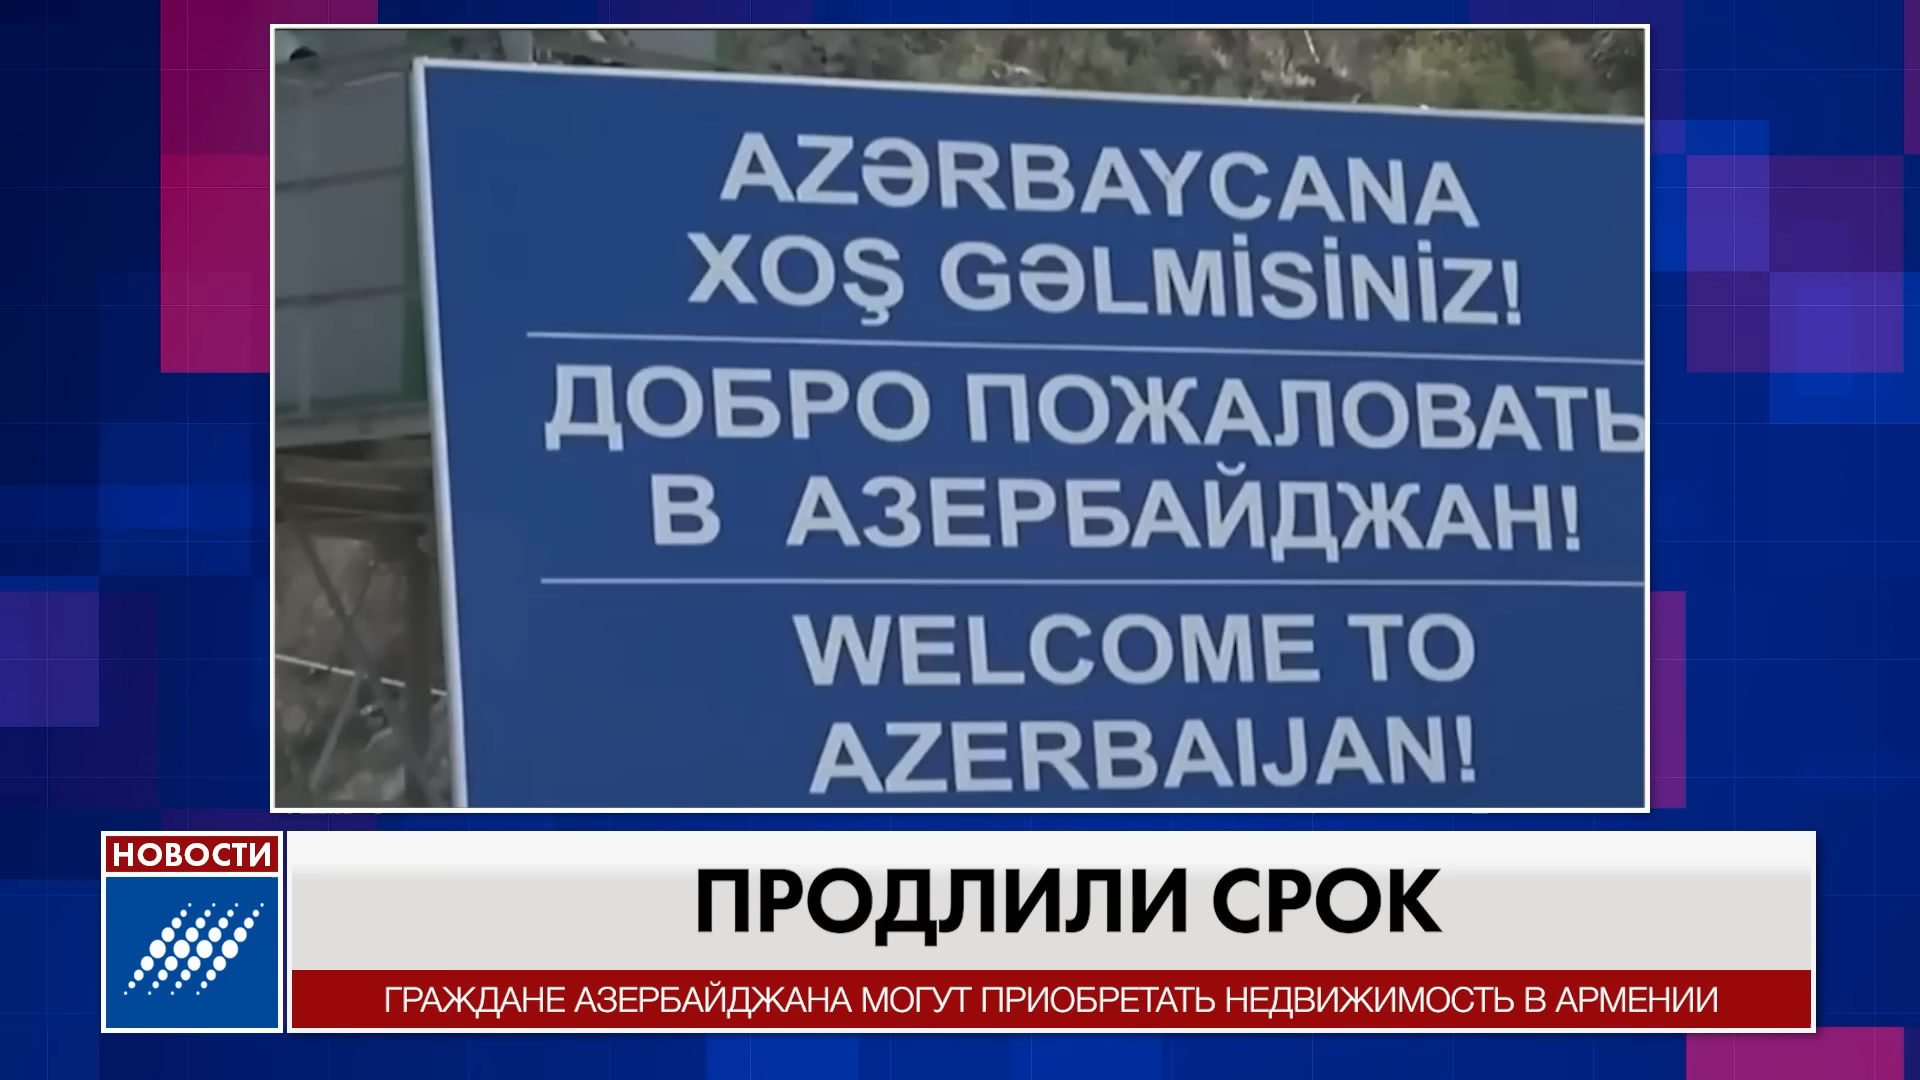 AZƏRBAYCANA
XOŞ GƏLMİSİNİZ!
ДОБРО ПОЖАЛОВАТЬ
В АЗЕРБАЙДЖАН!
WELCOME TO
AZERBAIJAN!
НОВОСТИ
ПРОДЛИЛИ СРОК
ГРАЖДАНЕ АЗЕРБАЙДЖАНА МОГУТ ПРИОБРЕТАТЬ НЕДВИЖИМОСТЬ В АРМЕНИИ